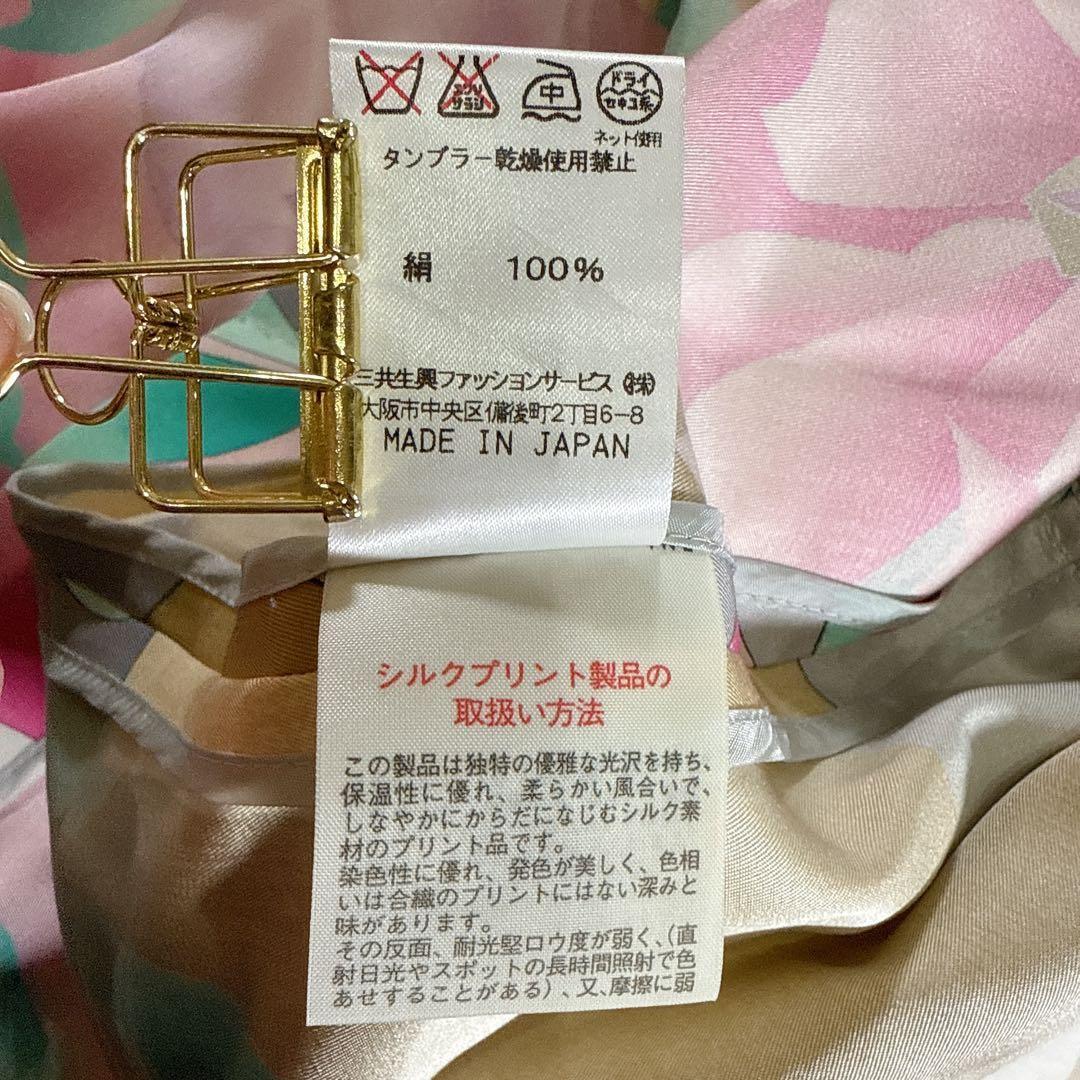 エンソ
サラシ
中
ドライ
セキユ系
ネット使用
タンブラー乾燥使用禁止
絹 100%
三共生興ファッションサービス ㈱
大阪市中央区備後町2丁目6-8
MADE IN JAPAN
シルクプリント製品の
取扱い方法
この製品は独特の優雅な光沢を持ち、
保温性に優れ、柔らかい風合いで、
しなやかにからだになじむシルク素
材のプリント品です。
染色性に優れ、発色が美しく、色相
いは合繊のプリントにはない深みと
味があります。
その反面、耐光堅ロウ度が弱く、(直
射日光やスポットの長時間照射で色
あせすることがある)、又、摩擦に弱